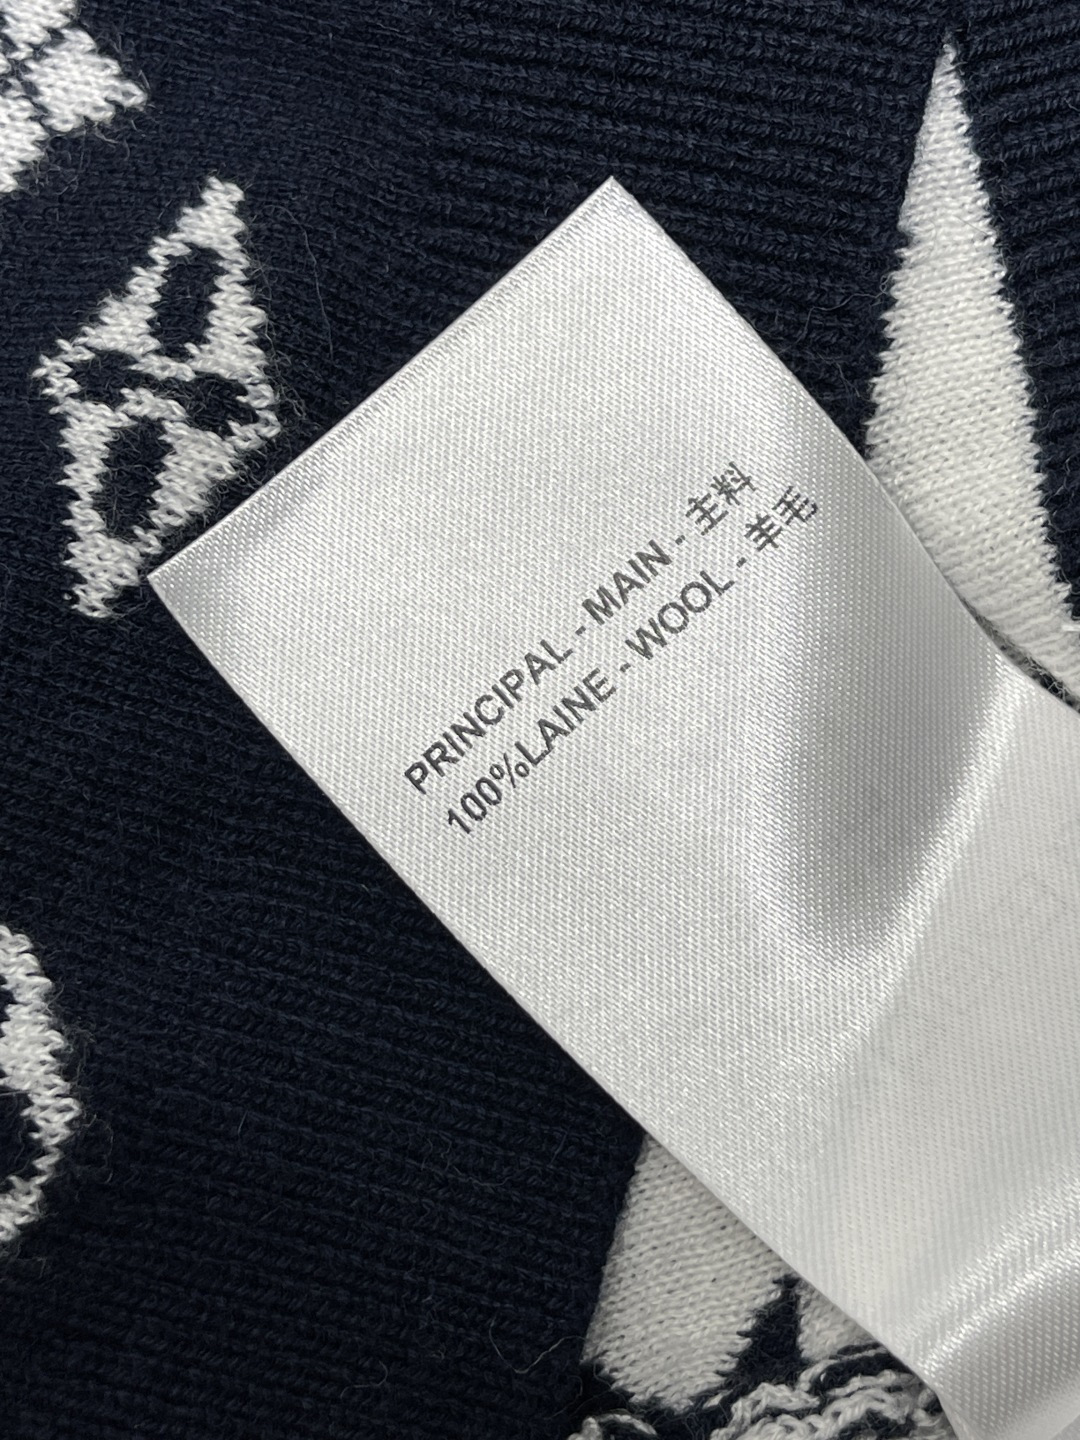 PRINCIPAL - MAIN - 主料
100%LAINE - WOOL - 羊毛